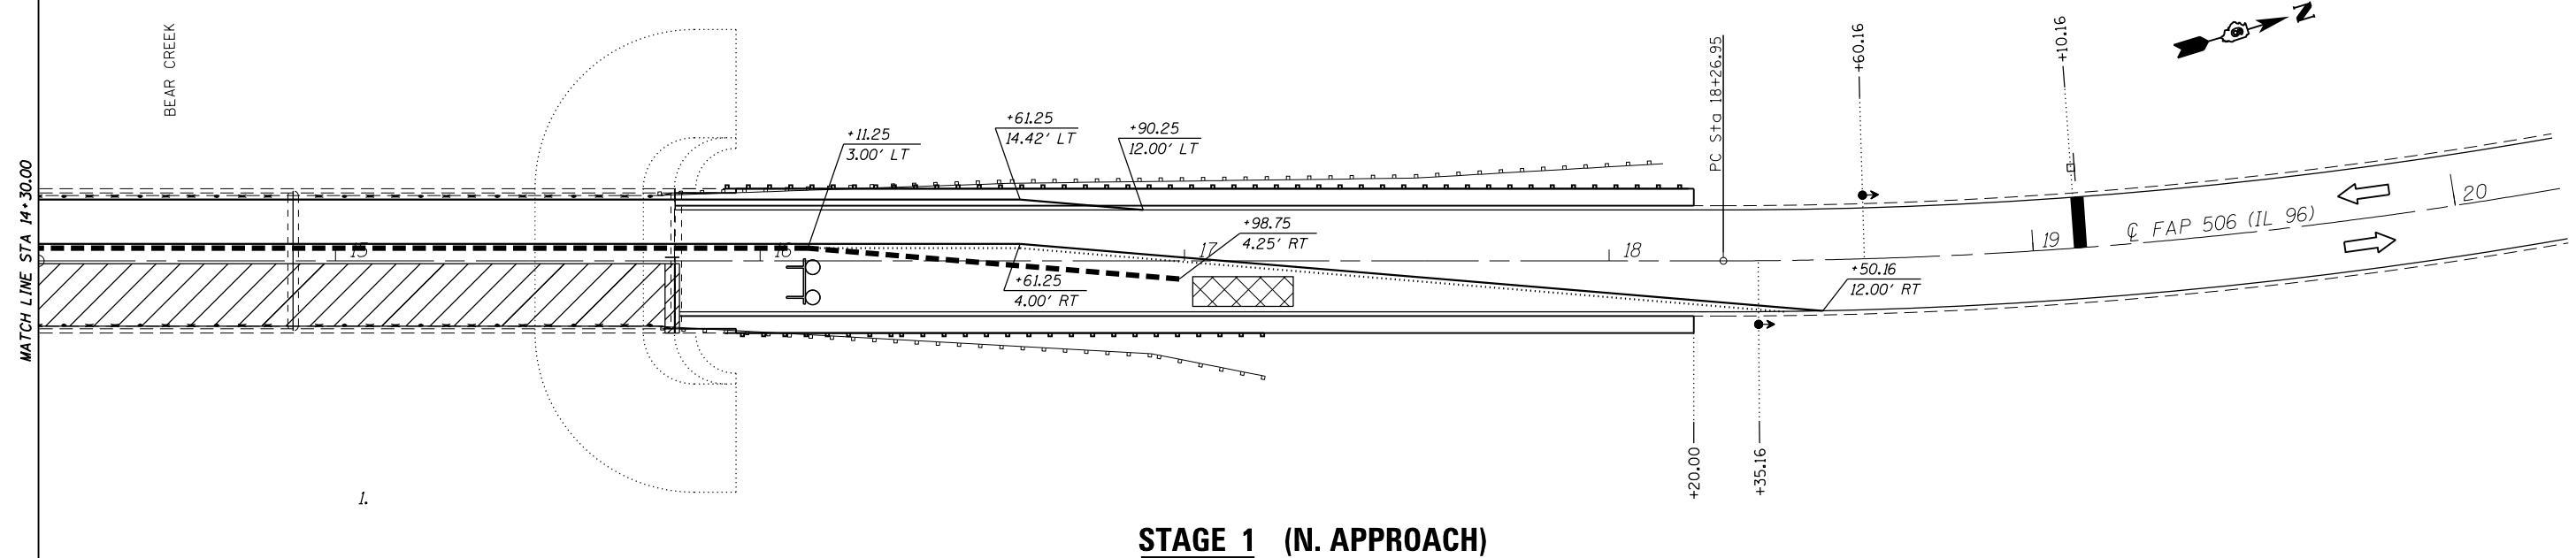 BEAR CREEK
MATCH LINE STA 14+30.00
+11.25
3.00' LT
+61.25
14.42' LT
+90.25
12.00' LT
+98.75
4.25' RT
+61.25
4.00' RT
PC Sta 18+26.95
+60.16
+10.16
N
15
16
17
18
19
20
℄ FAP 506 (IL 96)
+50.16
12.00' RT
+20.00
+35.16
1.
STAGE 1 (N. APPROACH)